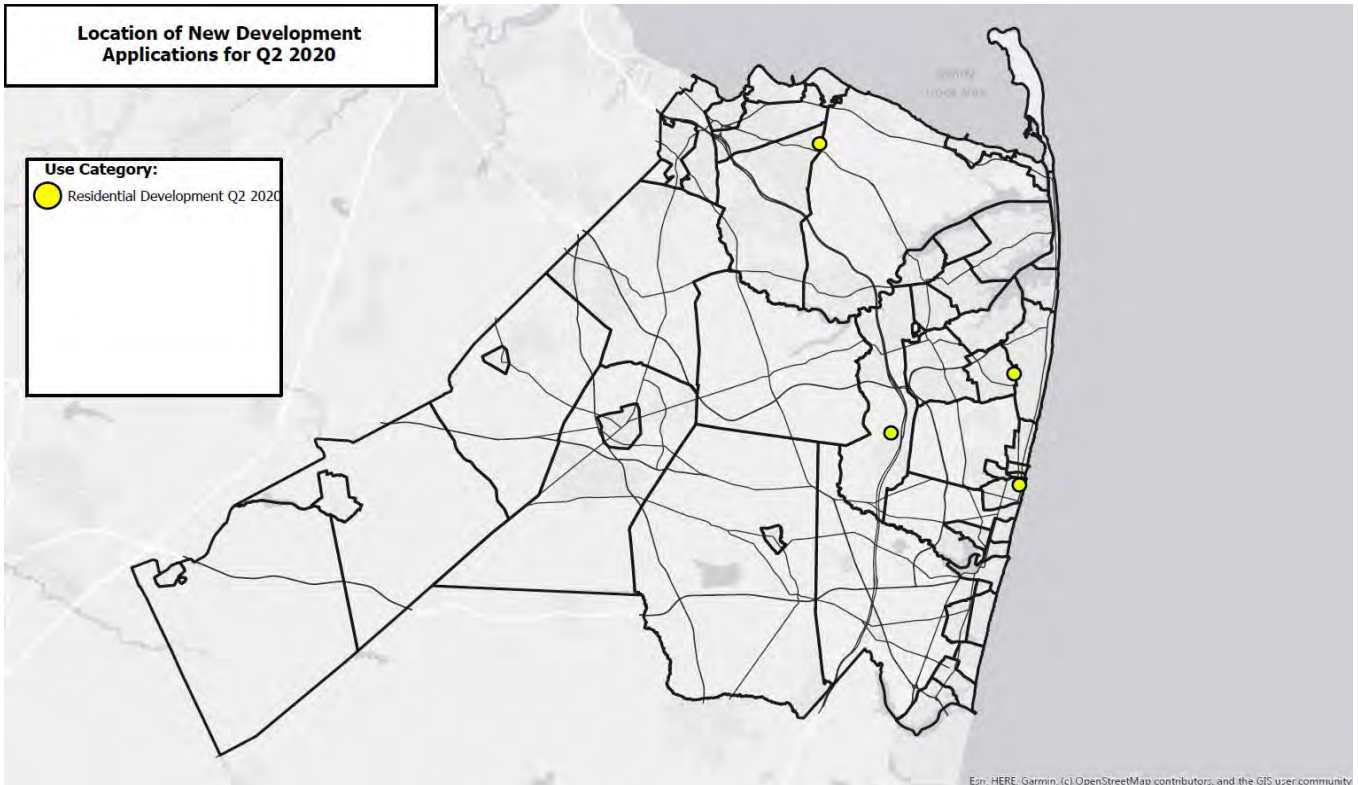 Location of New Development
Applications for Q2 2020
Use Category:
Residential Development Q2 2020
Esri, HERE, Garmin, (c) OpenStreetMap contributors, and the GIS user community